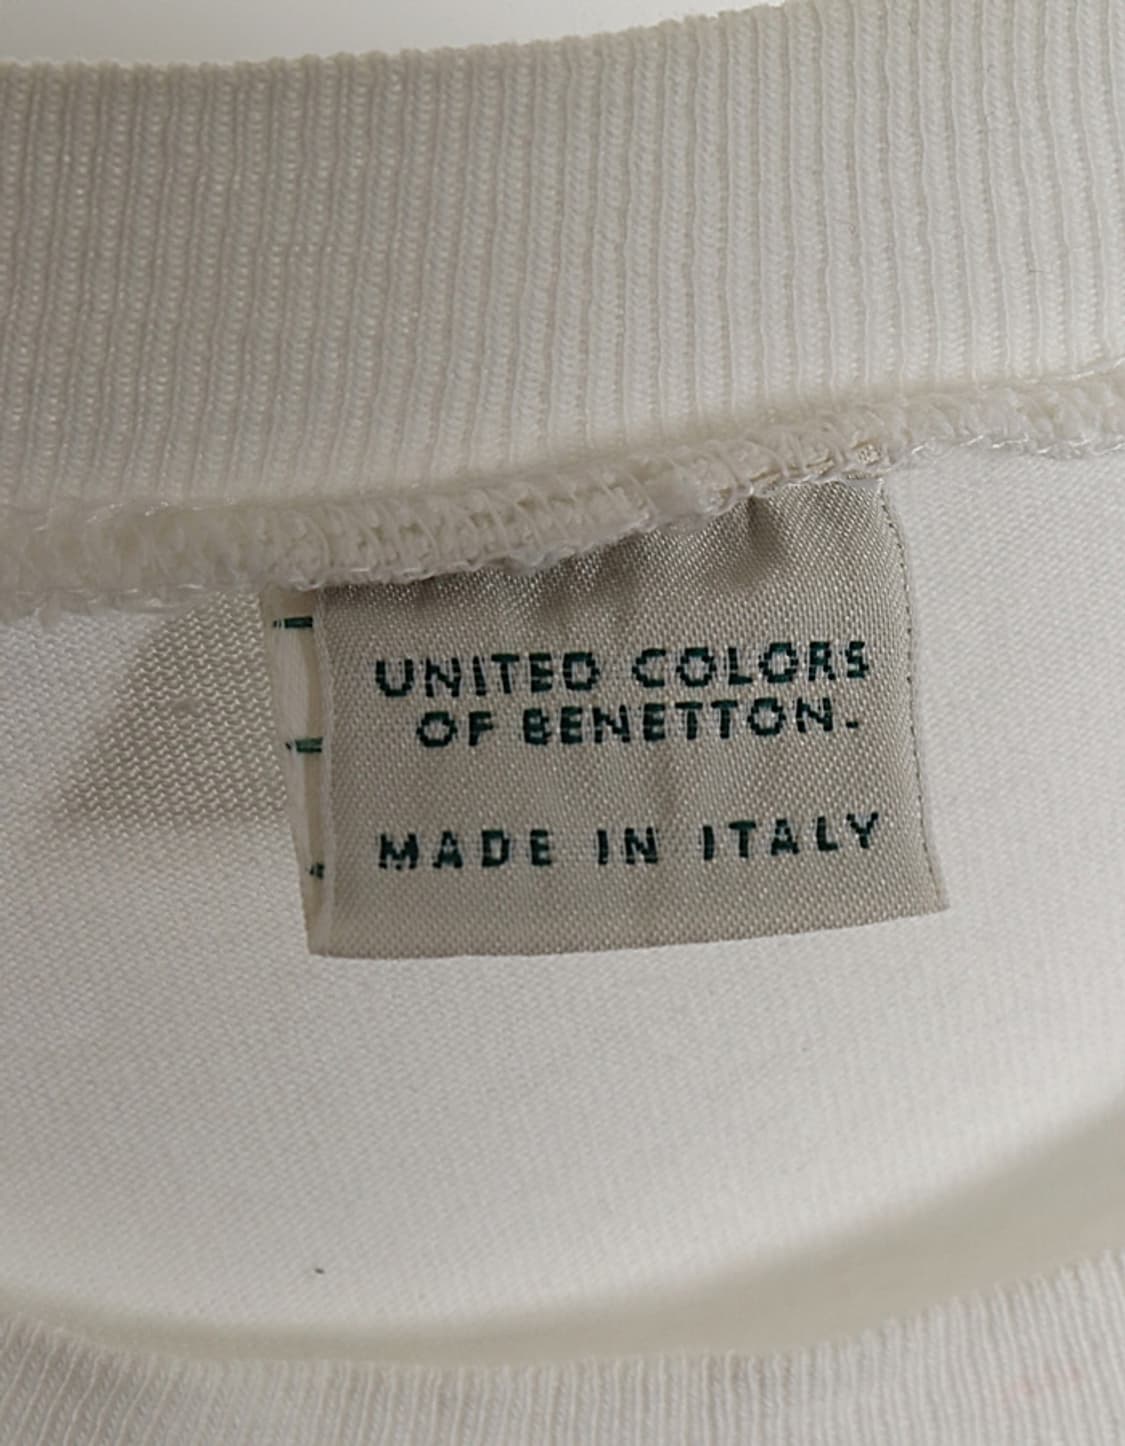 UNITED COLORS
OF BENETTON.
MADE IN ITALY